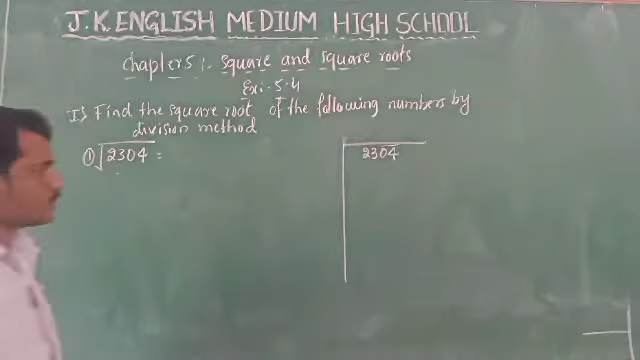 J.K. ENGLISH MEDIUM HIGH SCHOOL
Chapter 5 :. Square and square roots
Ex:- 5.4
I) Find the square root of the following numbers by
division method
① √2304 =
2304